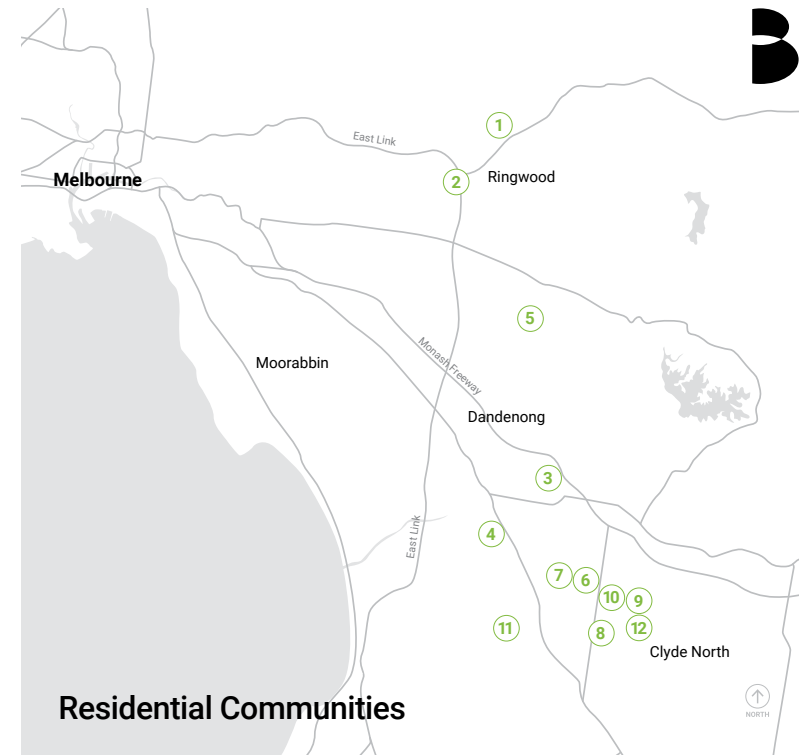 East Link
1
Melbourne
2
Ringwood
5
Monash Freeway
Moorabbin
Dandenong
3
East Link
4
7
6
10
9
11
8
12
Clyde North
Residential Communities
NORTH